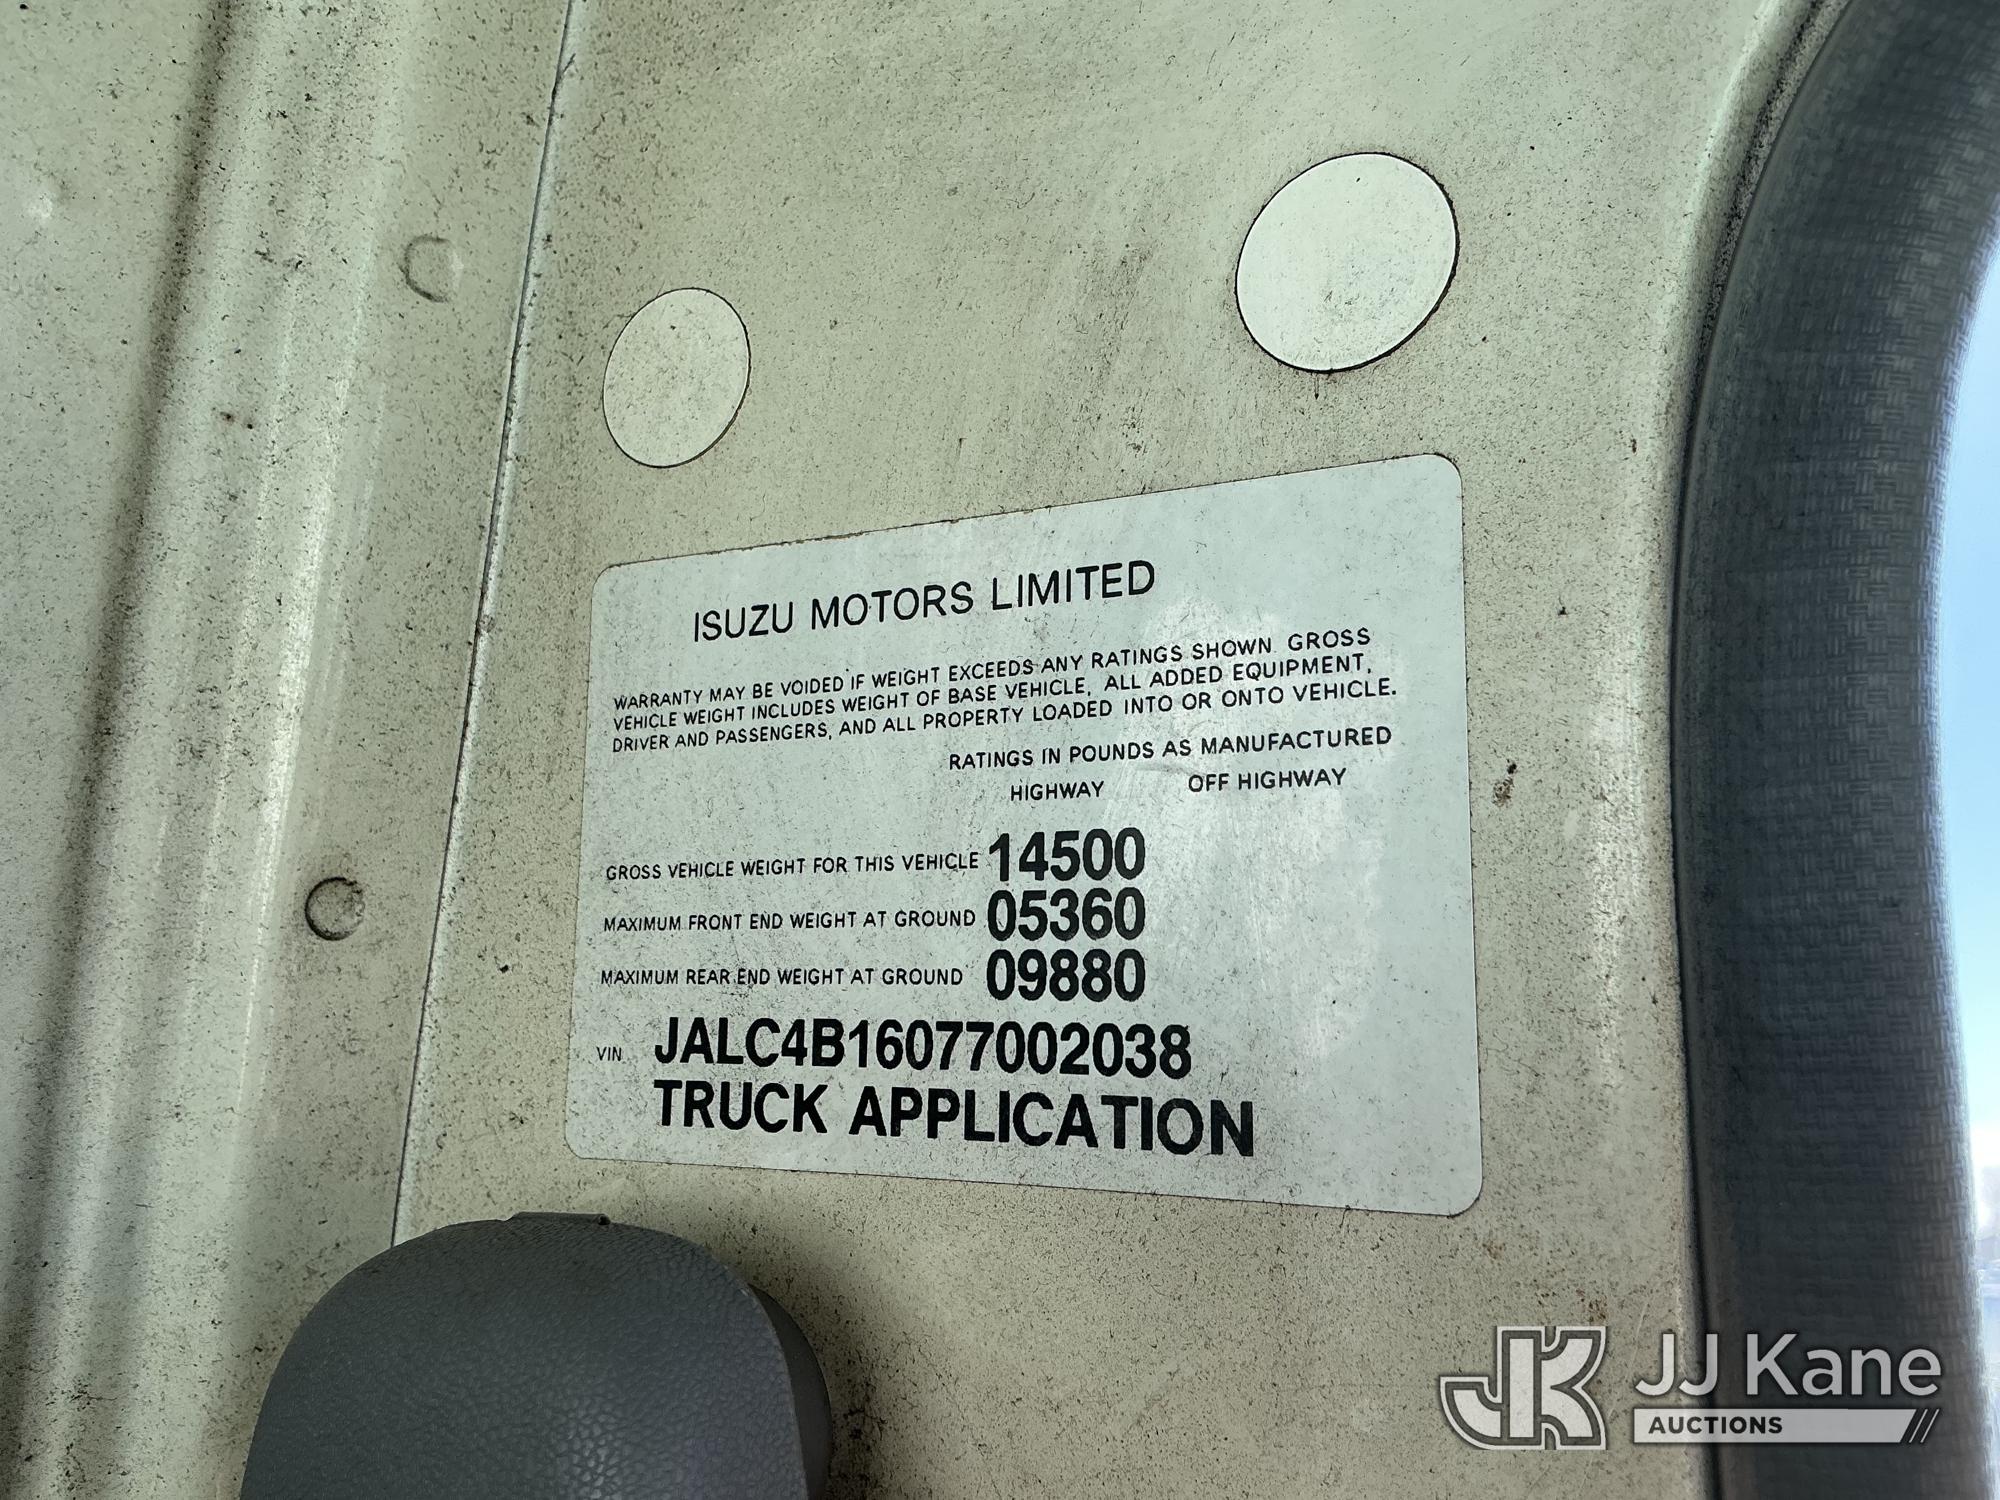 ISUZU MOTORS LIMITED
WARRANTY MAY BE VOIDED IF WEIGHT EXCEEDS ANY RATINGS SHOWN. GROSS
VEHICLE WEIGHT INCLUDES WEIGHT OF BASE VEHICLE, ALL ADDED EQUIPMENT,
DRIVER AND PASSENGERS, AND ALL PROPERTY LOADED INTO OR ONTO VEHICLE.
RATINGS IN POUNDS AS MANUFACTURED
HIGHWAY OFF HIGHWAY
GROSS VEHICLE WEIGHT FOR THIS VEHICLE 14500
MAXIMUM FRONT END WEIGHT AT GROUND 05360
MAXIMUM REAR END WEIGHT AT GROUND 09880
VIN JALC4B16077002038
TRUCK APPLICATION
JK JJ Kane
AUCTIONS